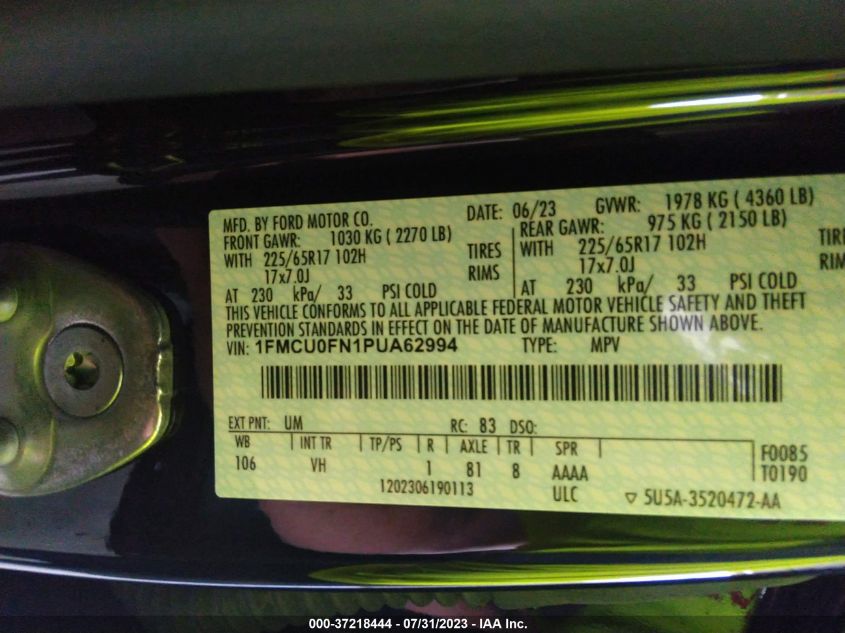 MFD. BY FORD MOTOR CO. DATE: 06/23 GVWR: 1978 KG ( 4360 LB)
FRONT GAWR: 1030 KG ( 2270 LB) REAR GAWR: 975 KG ( 2150 LB)
WITH 225/65R17 102H TIRES WITH 225/65R17 102H
17x7.0J RIMS 17x7.0J
AT 230 kPa/ 33 PSI COLD AT 230 kPa/ 33 PSI COLD
THIS VEHICLE CONFORMS TO ALL APPLICABLE FEDERAL MOTOR VEHICLE SAFETY AND THEFT
PREVENTION STANDARDS IN EFFECT ON THE DATE OF MANUFACTURE SHOWN ABOVE.
VIN: 1FMCU0FN1PUA62994 TYPE: MPV
EXT PNT: UM RC: 83 DSO:
WB INT TR TP/PS R AXLE TR SPR F0085
106 VH 1 81 8 AAAA T0190
1202306190113 ULC ▽ 5U5A-3520472-AA
000-37218444 - 07/31/2023 - IAA Inc.